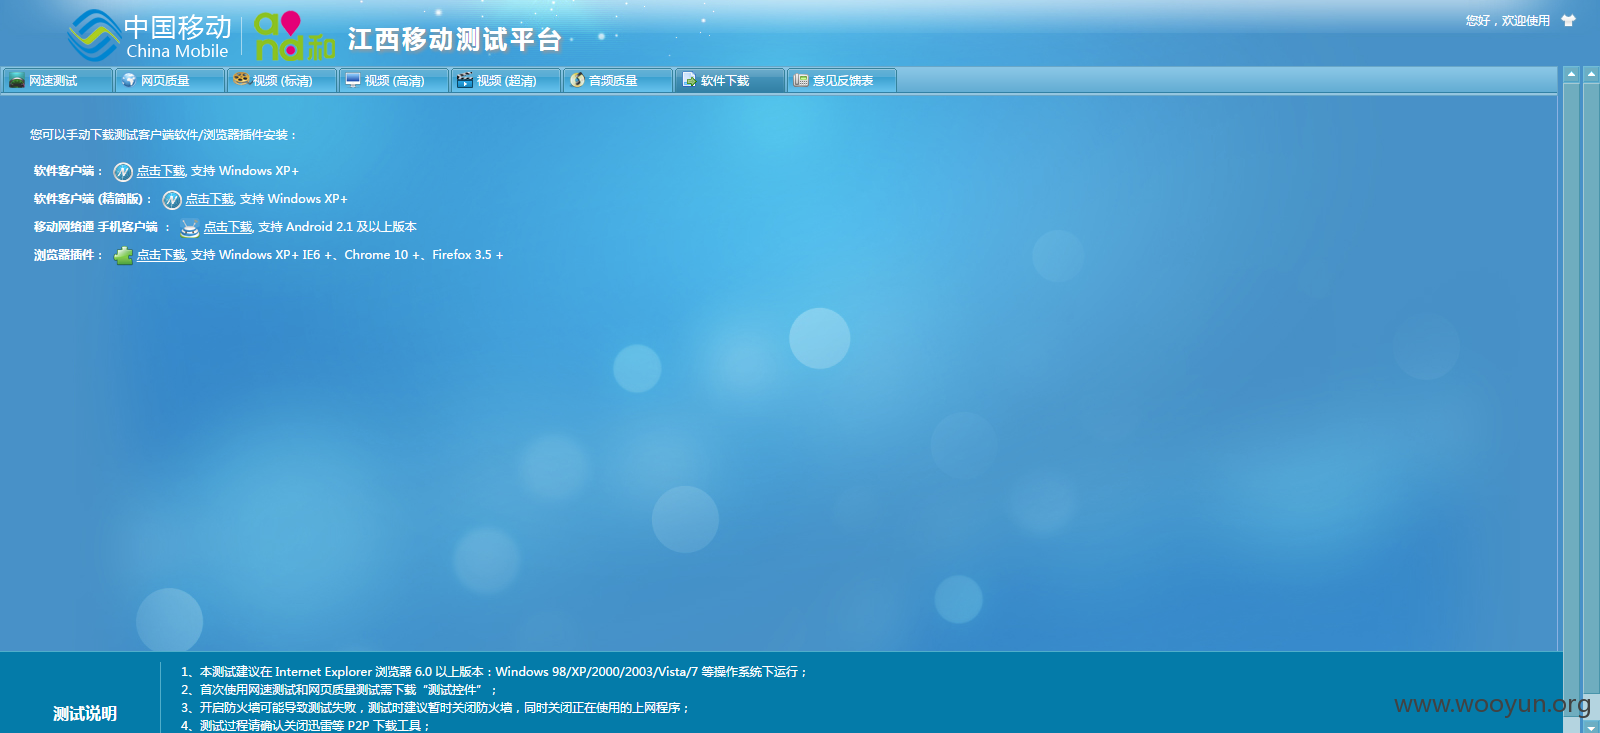 中国移动
China Mobile
and和
江西移动测试平台
您好，欢迎使用
网速测试 网页质量 视频 (标清) 视频 (高清) 视频 (超清) 音频质量 软件下载 意见反馈表
您可以手动下载测试客户端软件/浏览器插件安装：
软件客户端： 点击下载, 支持 Windows XP+
软件客户端 (精简版)： 点击下载, 支持 Windows XP+
移动网络通 手机客户端 ： 点击下载, 支持 Android 2.1 及以上版本
浏览器插件： 点击下载, 支持 Windows XP+ IE6 +、Chrome 10 +、Firefox 3.5 +
测试说明
1、本测试建议在 Internet Explorer 浏览器 6.0 以上版本：Windows 98/XP/2000/2003/Vista/7 等操作系统下运行；
2、首次使用网速测试和网页质量测试需下载“测试控件”；
3、开启防火墙可能导致测试失败，测试时建议暂时关闭防火墙，同时关闭正在使用的上网程序；
4、测试过程请确认关闭迅雷等 P2P 下载工具；
www.wooyun.org